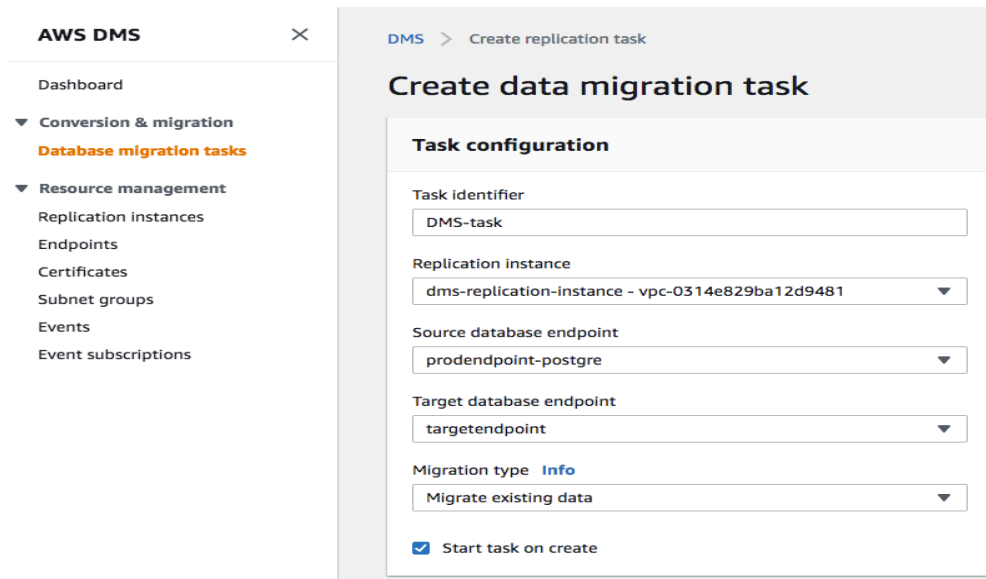 AWS DMS
Dashboard
Conversion & migration
Database migration tasks
Resource management
Replication instances
Endpoints
Certificates
Subnet groups
Events
Event subscriptions
DMS > Create replication task
Create data migration task
Task configuration
Task identifier
DMS-task
Replication instance
dms-replication-instance - vpc-0314e829ba12d9481
Source database endpoint
prodendpoint-postgre
Target database endpoint
targetendpoint
Migration type Info
Migrate existing data
Start task on create